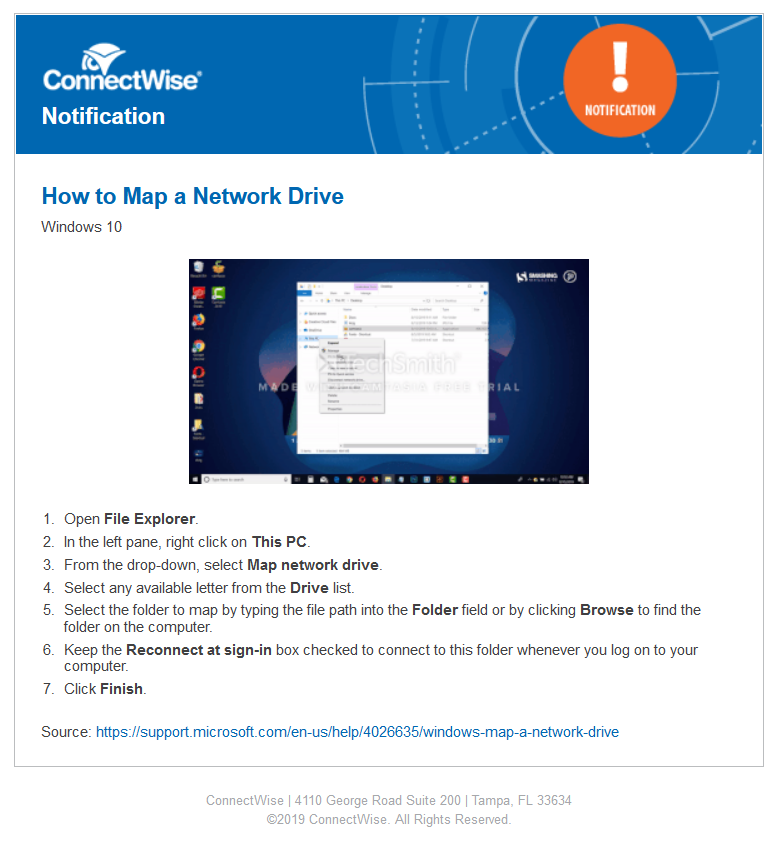 ConnectWise
Notification
NOTIFICATION
How to Map a Network Drive
Windows 10
SMASHING
MAGAZINE
TechSmith
MADE WITH CAMTASIA FREE TRIAL
1. Open File Explorer.
2. In the left pane, right click on This PC.
3. From the drop-down, select Map network drive.
4. Select any available letter from the Drive list.
5. Select the folder to map by typing the file path into the Folder field or by clicking Browse to find the
folder on the computer.
6. Keep the Reconnect at sign-in box checked to connect to this folder whenever you log on to your
computer.
7. Click Finish.
Source: https://support.microsoft.com/en-us/help/4026635/windows-map-a-network-drive
ConnectWise | 4110 George Road Suite 200 | Tampa, FL 33634
©2019 ConnectWise. All Rights Reserved.